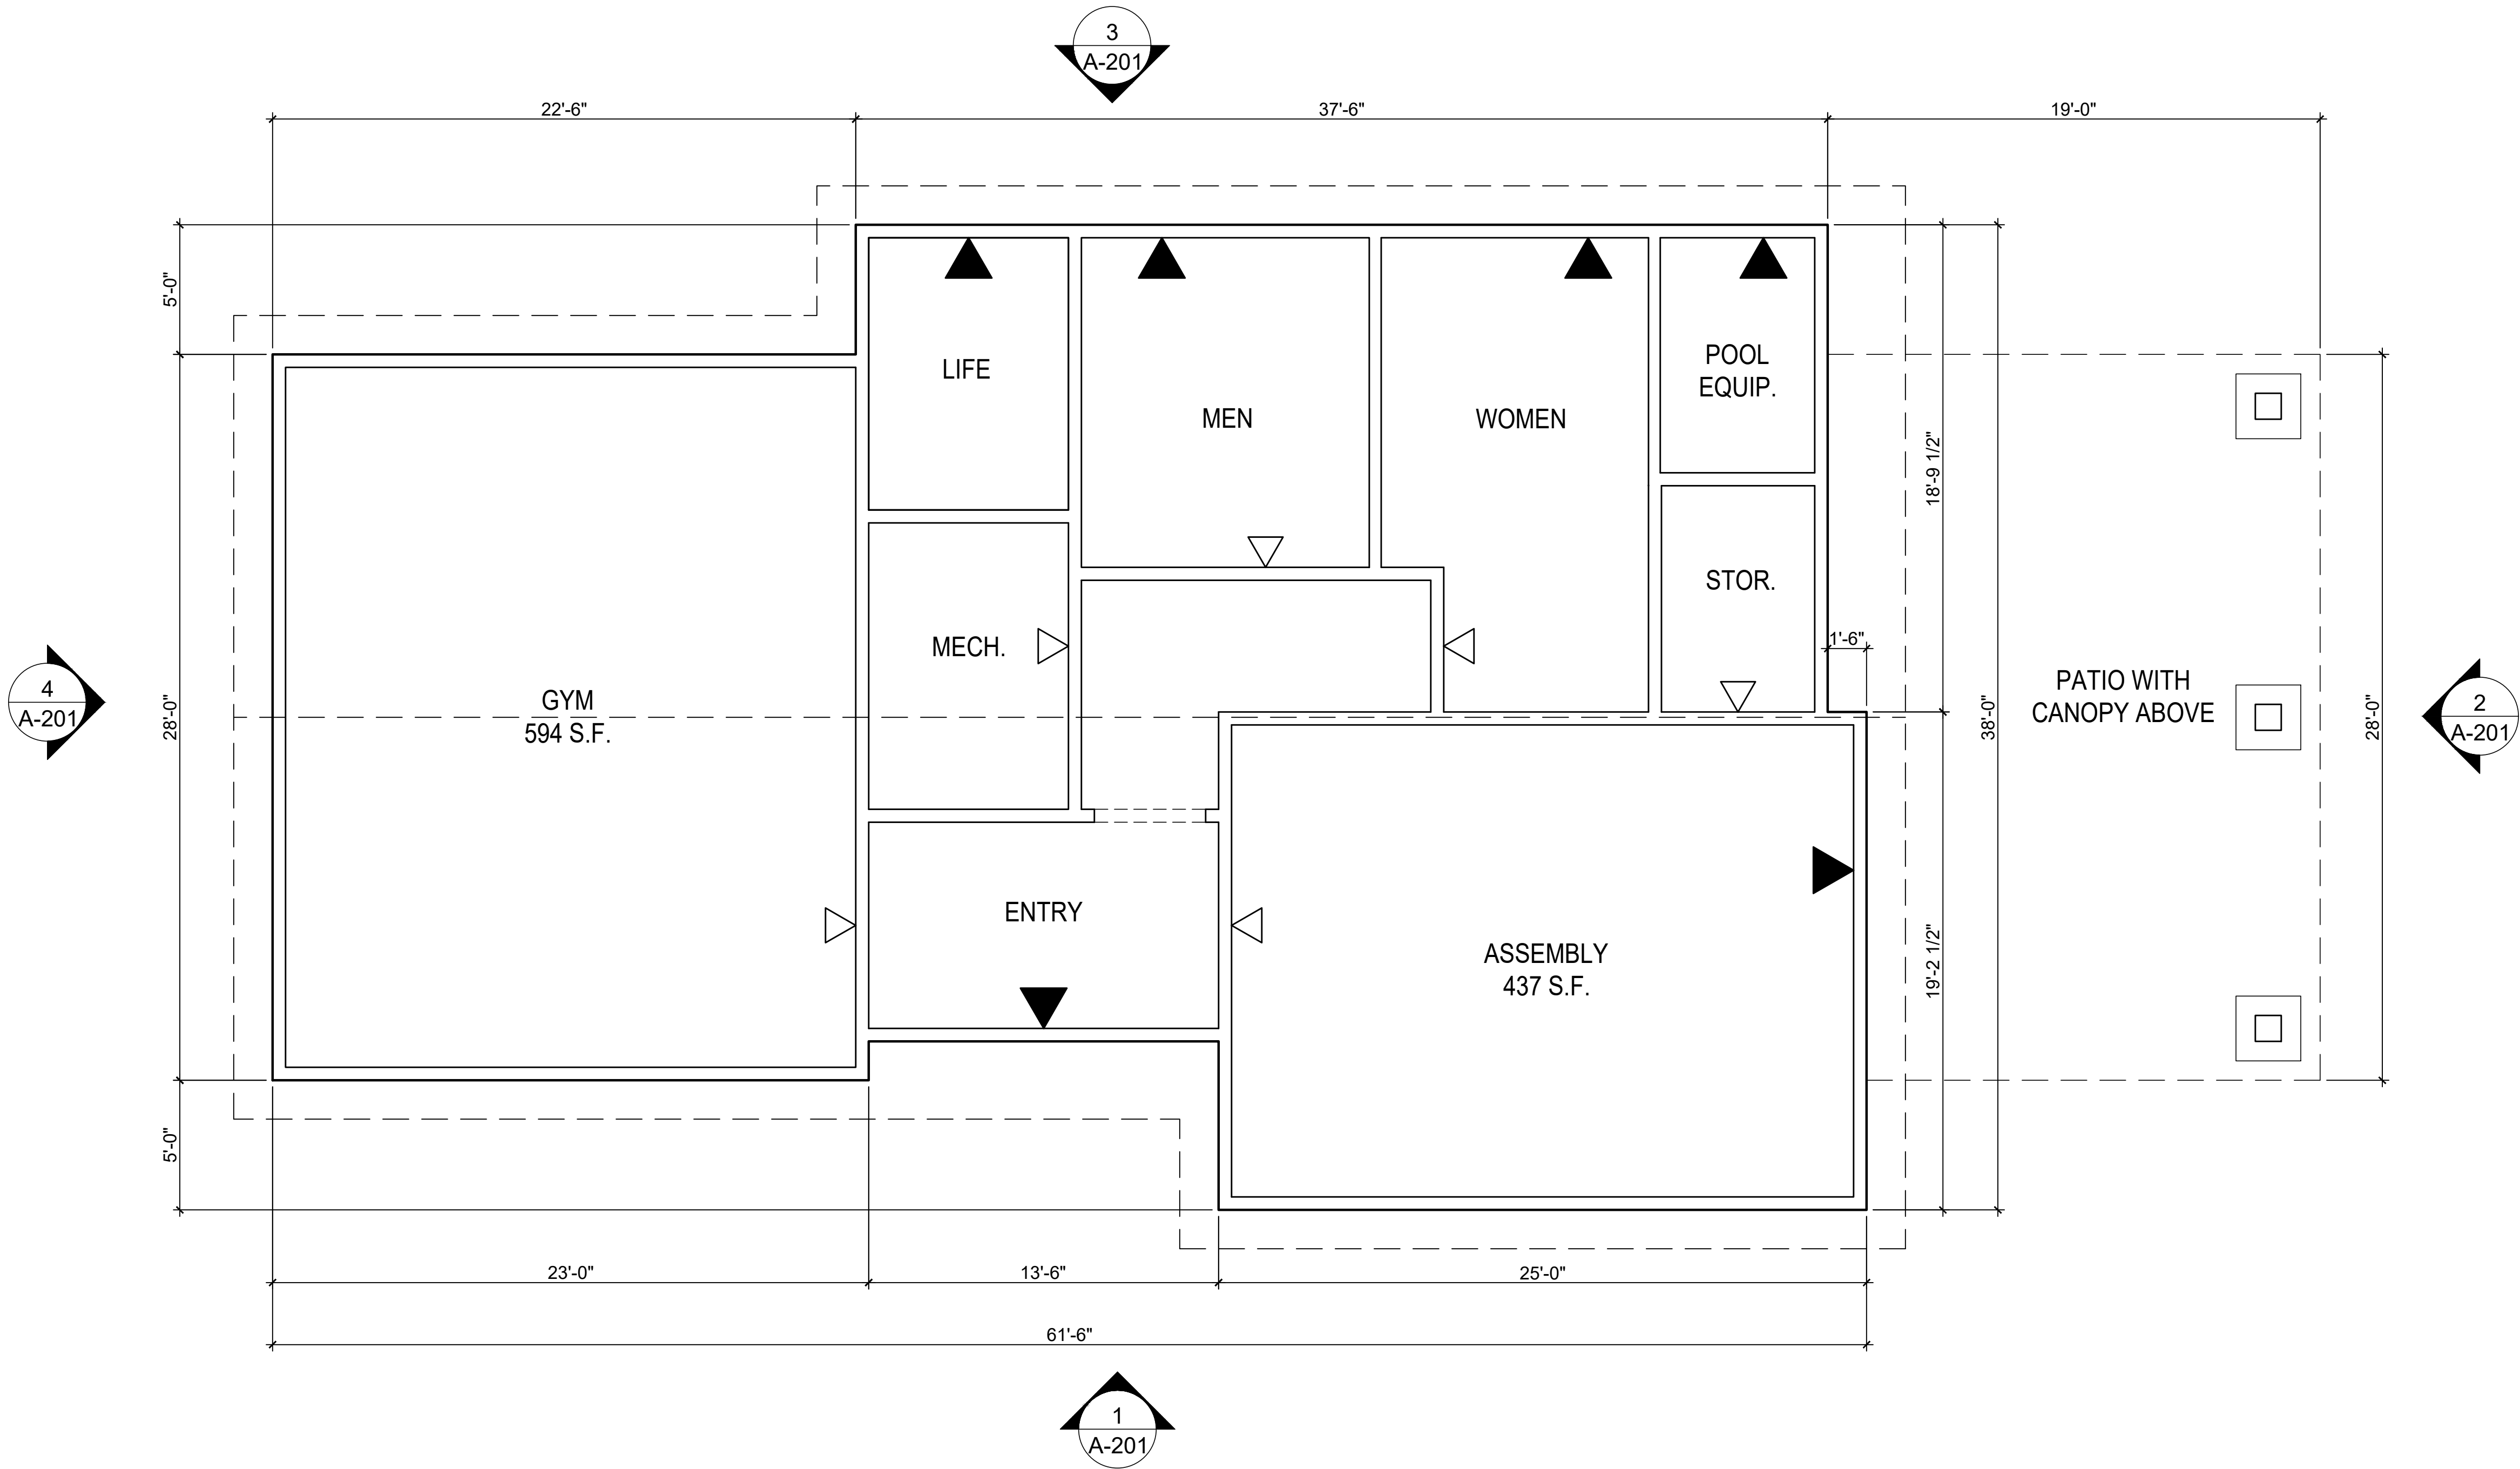 3
A-201
22'-6"
37'-6"
19'-0"
5'-0"
LIFE
MEN
WOMEN
POOL
EQUIP.
18'-9 1/2"
STOR.
1'-6"
MECH.
4
A-201
28'-0"
GYM
594 S.F.
38'-0"
PATIO WITH
CANOPY ABOVE
28'-0"
2
A-201
ENTRY
ASSEMBLY
437 S.F.
19'-2 1/2"
5'-0"
23'-0"
13'-6"
25'-0"
61'-6"
1
A-201